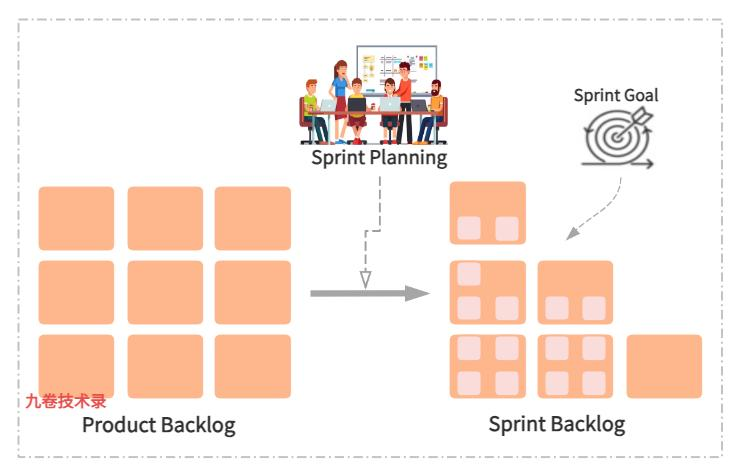 Sprint Goal
Sprint Planning
九卷技术录
Product Backlog
Sprint Backlog